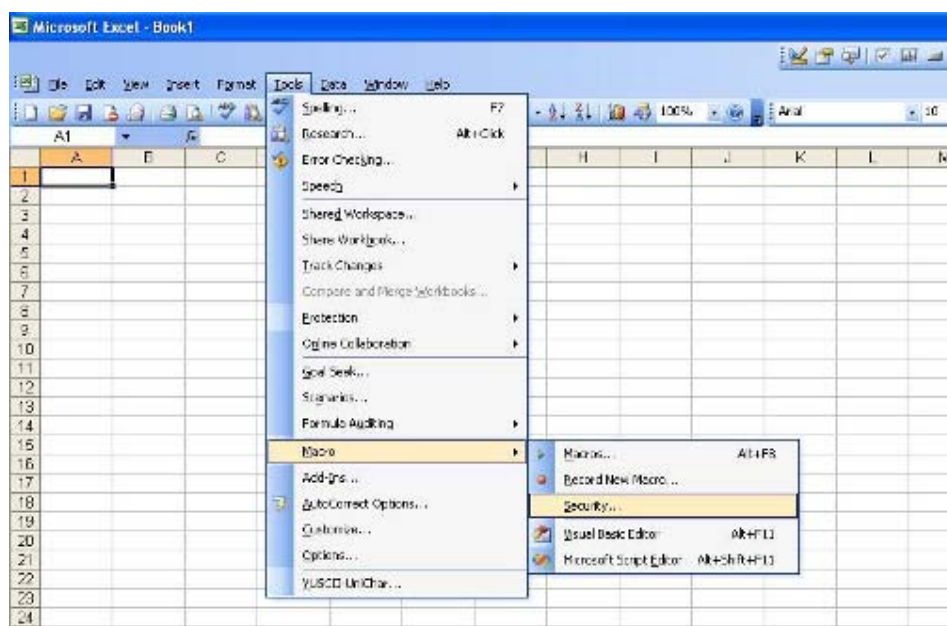 Microsoft Excel - Book1
File Edit View Insert Format Tools Data Window Help
100% Arial 10
A1 fx
A B C H I J K L
1
2
3
4
5
6
7
8
9
10
11
12
13
14
15
16
17
18
19
20
21
22
23
24
Spelling... F7
Research... Alt+Click
Error Checking...
Speech
Shared Workspace...
Share Workbook...
Track Changes
Compare and Merge Workbooks...
Protection
Online Collaboration
Goal Seek...
Scenarios...
Formula Auditing
Macro
Add-Ins...
AutoCorrect Options...
Customize...
Options...
VUSCII UniChar...
Macros... Alt+F8
Record New Macro...
Security...
Visual Basic Editor Alt+F11
Microsoft Script Editor Alt+Shift+F11